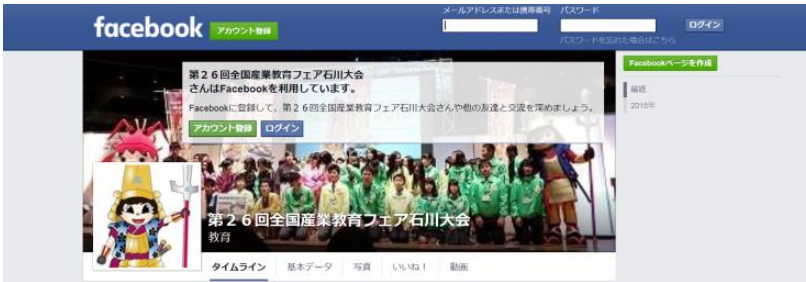 メールアドレスまたは携帯番号 パスワード
facebook アカウント登録 ログイン
パスワードを忘れた場合はこちら
Facebookページを作成
第26回全国産業教育フェア石川大会
さんはFacebookを利用しています。
Facebookに登録して、第26回全国産業教育フェア石川大会さんや他の友達と交流を深めましょう。
アカウント登録 ログイン
最近
2016年
第26回全国産業教育フェア石川大会
教育
タイムライン 基本データ 写真 いいね! 動画